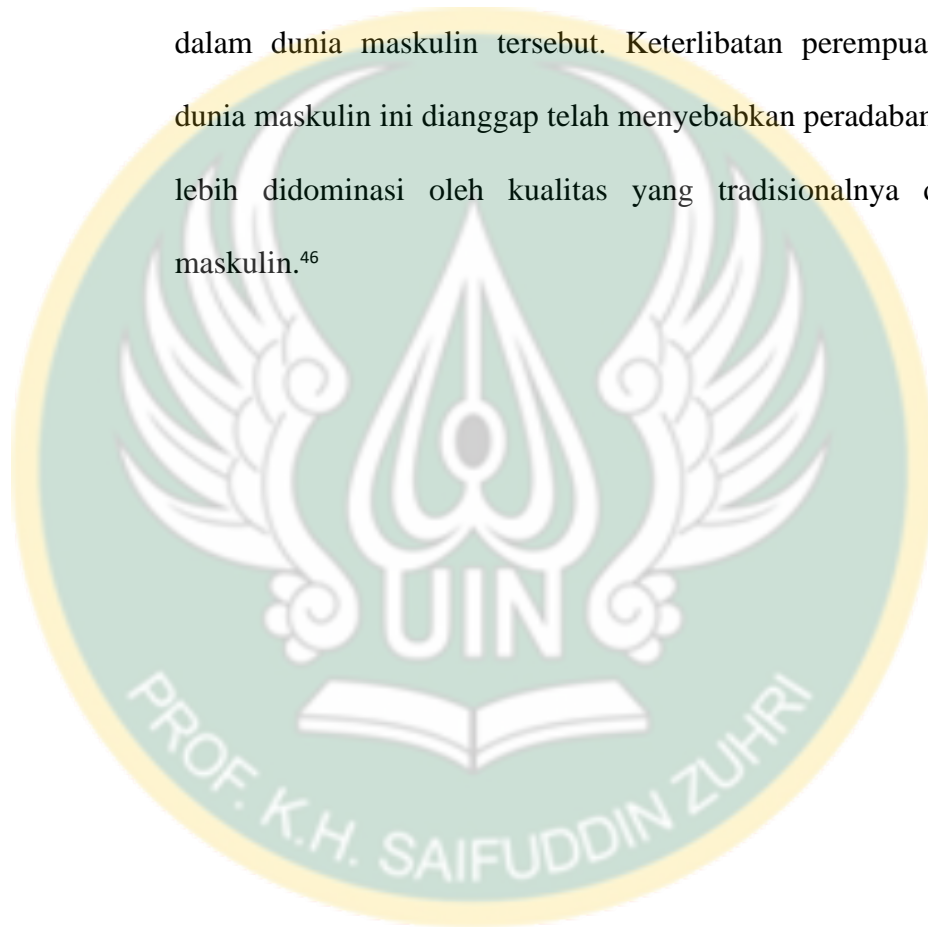 dalam dunia maskulin tersebut. Keterlibatan perempua
dunia maskulin ini dianggap telah menyebabkan peradaban
lebih didominasi oleh kualitas yang tradisionalnya
maskulin.⁴⁶
UIN
PROF. K.H. SAIFUDDIN ZUHRI